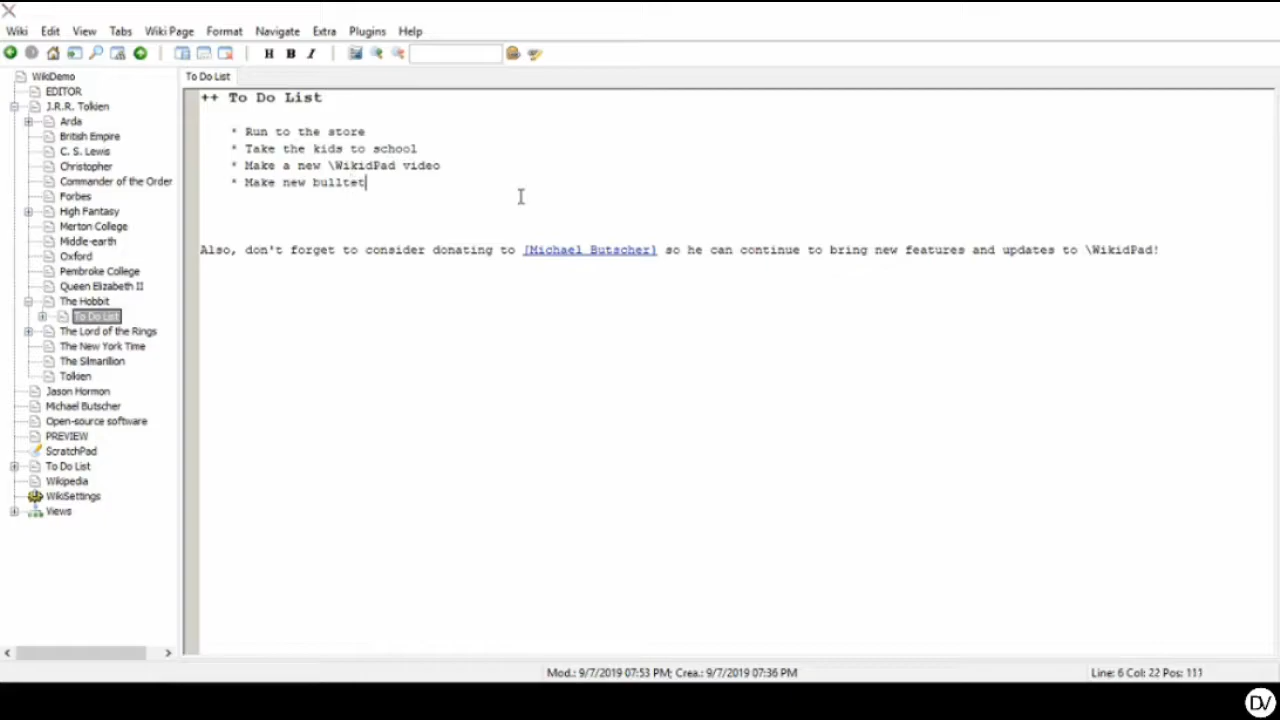 Wiki Edit View Tabs Wiki Page Format Navigate Extra Plugins Help
H B I
WikiDemo
EDITOR
J.R.R. Tolkien
Arda
British Empire
C. S. Lewis
Christopher
Commander of the Order
Forbes
High Fantasy
Merton College
Middle-earth
Oxford
Pembroke College
Queen Elizabeth II
The Hobbit
To Do List
The Lord of the Rings
The New York Time
The Silmarillion
Tolkien
Jason Hormon
Michael Butscher
Open-source software
PREVIEW
ScratchPad
To Do List
Wikipedia
WikiSettings
Views
To Do List
++ To Do List
* Run to the store
* Take the kids to school
* Make a new \WikidPad video
* Make new bulltet
Also, don't forget to consider donating to [Michael Butscher] so he can continue to bring new features and updates to \WikidPad!
Mod.: 9/7/2019 07:53 PM; Crea.: 9/7/2019 07:36 PM
Line: 6 Col: 22 Pos: 111
DV